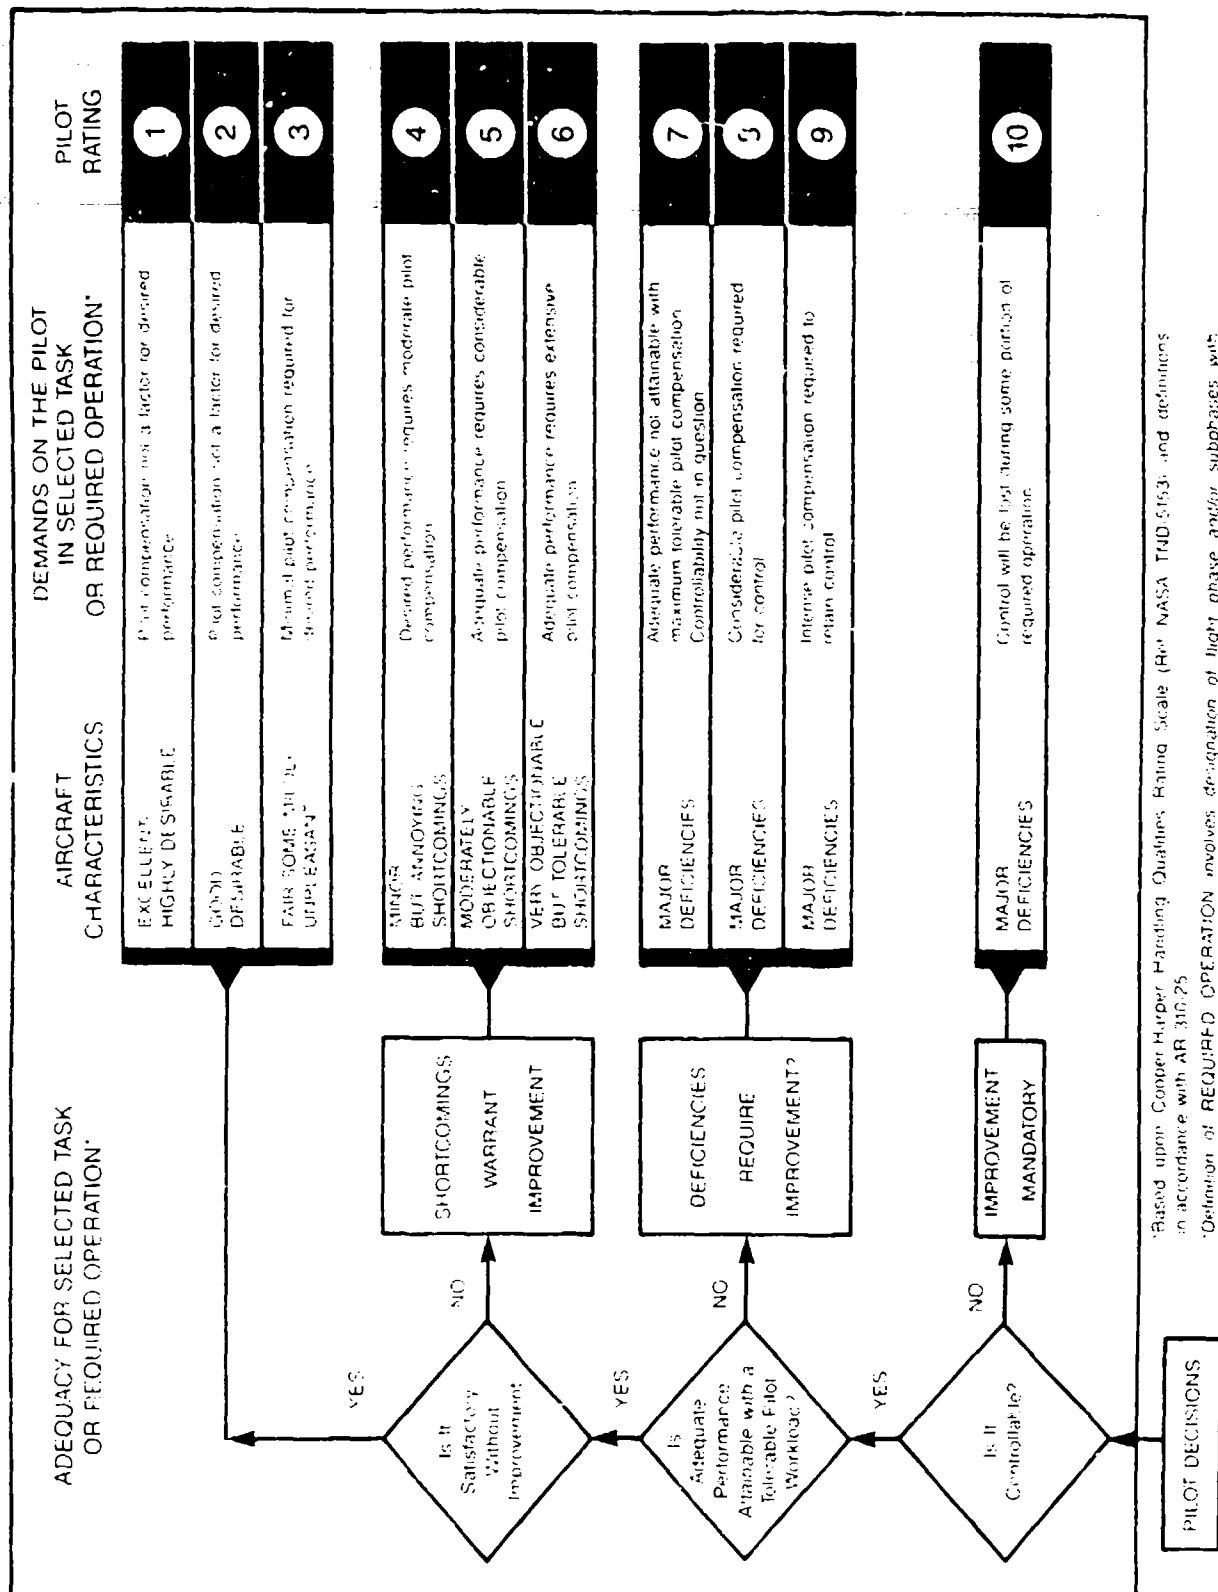 ADEQUACY FOR SELECTED TASK
OR REQUIRED OPERATION*
AIRCRAFT
CHARACTERISTICS
DEMANDS ON THE PILOT
IN SELECTED TASK
OR REQUIRED OPERATION*
PILOT
RATING
EXCELLENT
HIGHLY DESIRABLE
Pilot compensation not a factor for desired
performance
1
GOOD
DESIRABLE
Pilot compensation not a factor for desired
performance
2
FAIR SOME
UNPLEASANT
Minimal pilot compensation required for
desired performance
3
YES
Is It
Satisfactory
Without
Improvement
NO
SHORTCOMINGS
WARRANT
IMPROVEMENT
MINOR
BUT ANNOYING
SHORTCOMINGS
Desired performance requires moderate pilot
compensation
4
MODERATELY
OBJECTIONABLE
SHORTCOMINGS
Adequate performance requires considerable
pilot compensation
5
VERY OBJECTIONABLE
BUT TOLERABLE
SHORTCOMINGS
Adequate performance requires extensive
pilot compensation
6
YES
Is
Adequate
Performance
Attainable with a
Tolerable Pilot
Workload?
NO
DEFICIENCIES
REQUIRE
IMPROVEMENT?
MAJOR
DEFICIENCIES
Adequate performance not attainable with
maximum tolerable pilot compensation
Controllability not in question
7
MAJOR
DEFICIENCIES
Considerable pilot compensation required
for control
8
MAJOR
DEFICIENCIES
Intense pilot compensation required to
retain control
9
YES
Is It
Controllable?
NO
IMPROVEMENT
MANDATORY
MAJOR
DEFICIENCIES
Control will be lost during some portion of
required operation
10
PILOT DECISIONS
Based upon Cooper Harper Handling Qualities Rating Scale (Ref NASA TND-5153) and definitions
in accordance with AR 310-25
*Definition of REQUIRED OPERATION involves designation of flight phase and/or subphases with